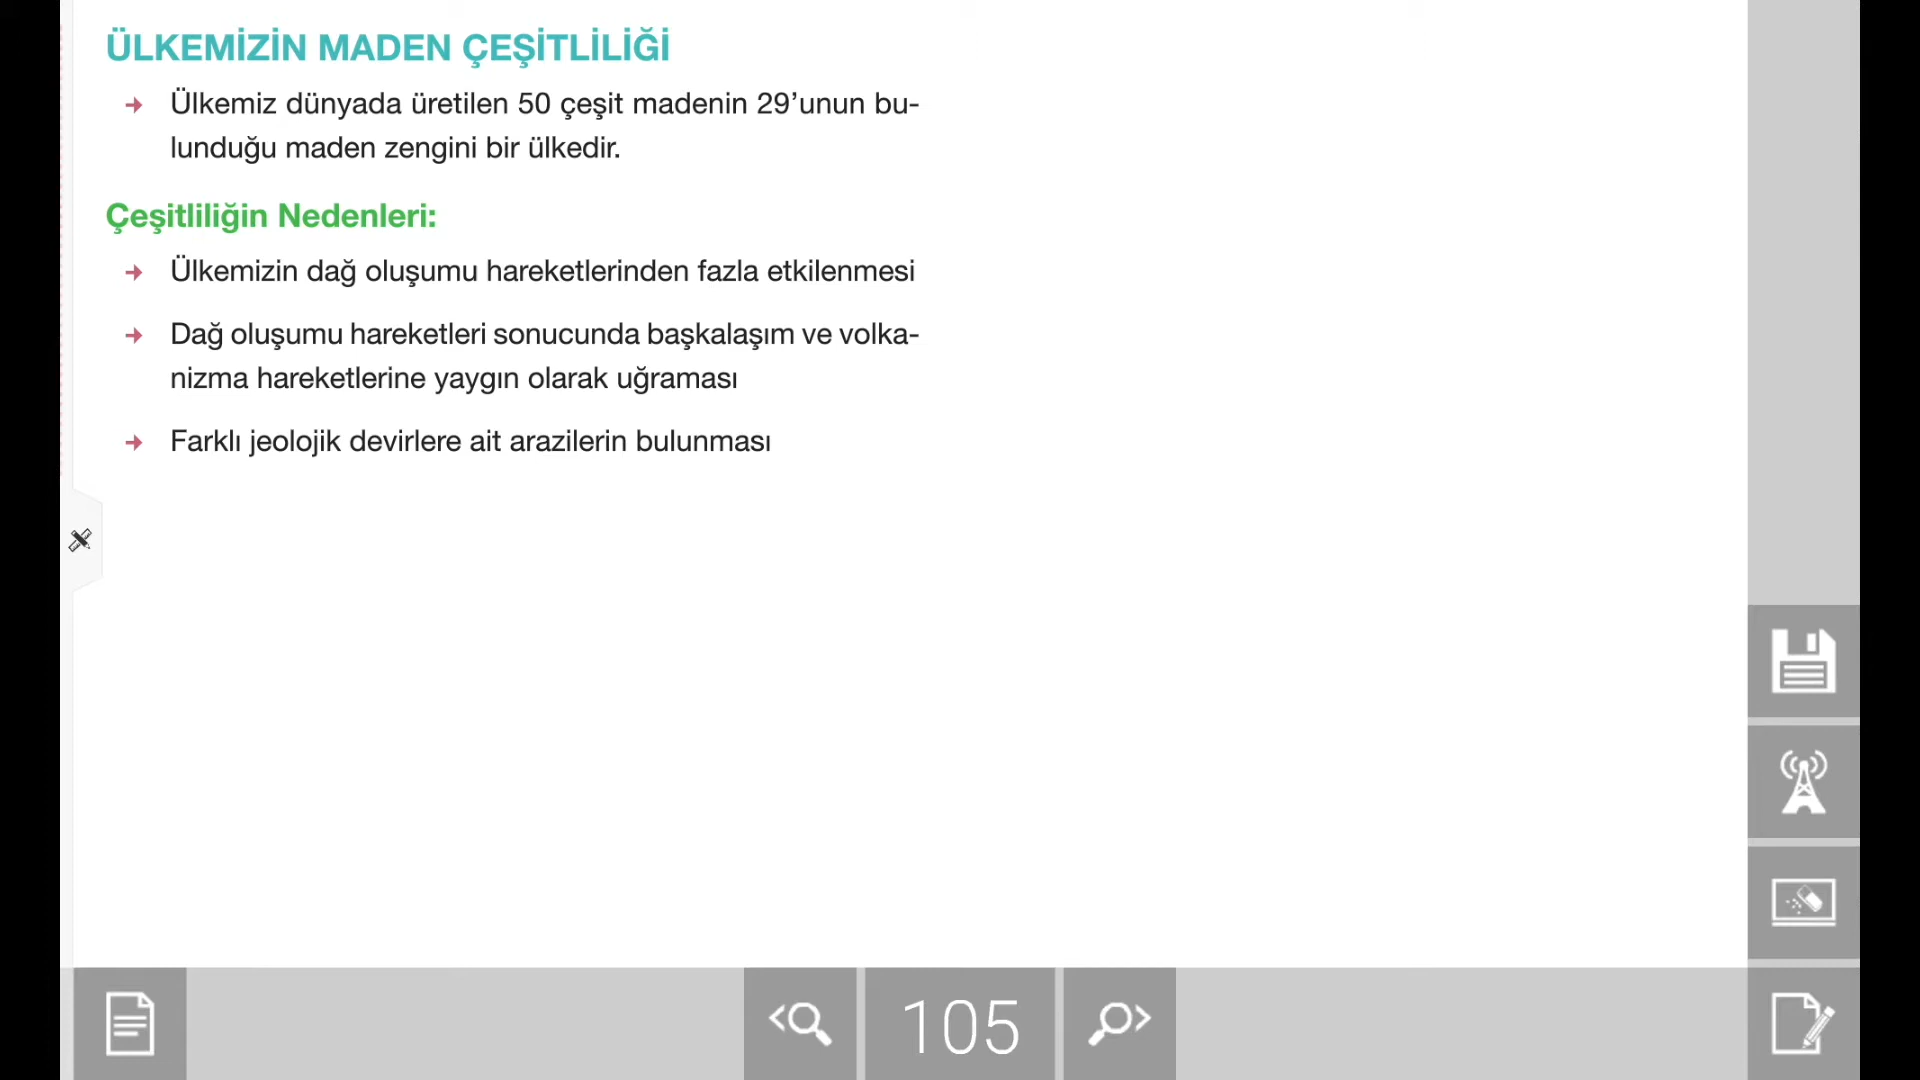 ÜLKEMİZİN MADEN ÇEŞİTLİLİĞİ
→ Ülkemiz dünyada üretilen 50 çeşit madenin 29’unun bu-
lunduğu maden zengini bir ülkedir.
Çeşitliliğin Nedenleri:
→ Ülkemizin dağ oluşumu hareketlerinden fazla etkilenmesi
→ Dağ oluşumu hareketleri sonucunda başkalaşım ve volka-
nizma hareketlerine yaygın olarak uğraması
→ Farklı jeolojik devirlere ait arazilerin bulunması
105